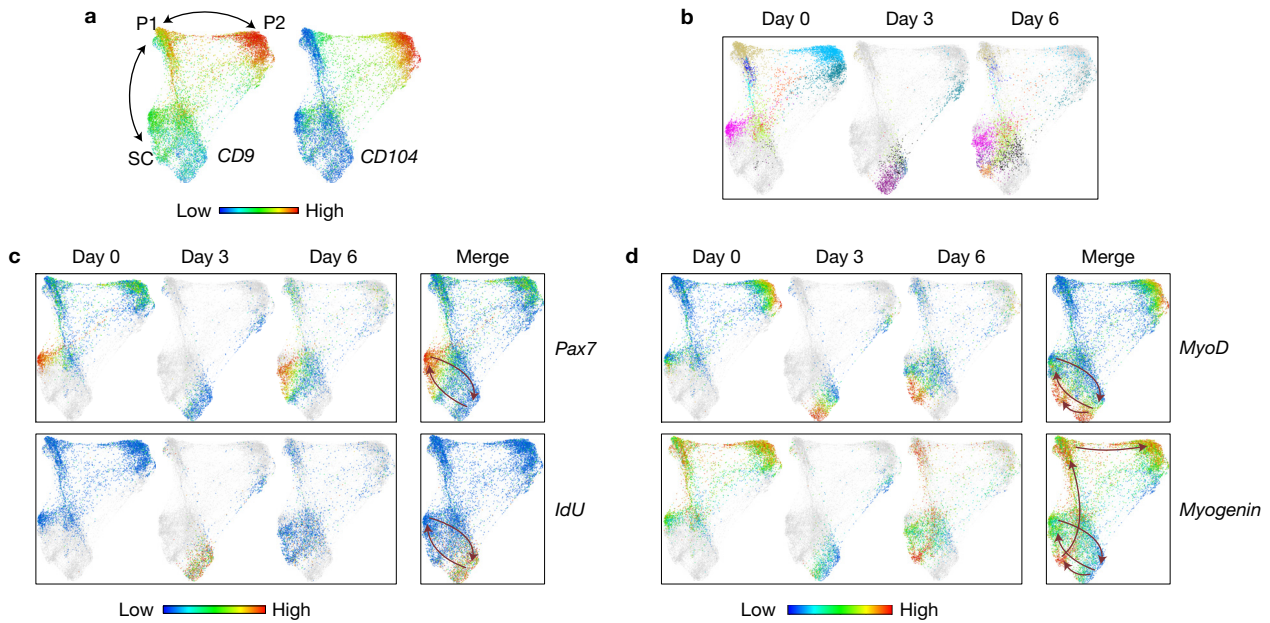 a
P1 P2
SC CD9 CD104
Low High
b
Day 0 Day 3 Day 6
c
Day 0 Day 3 Day 6 Merge
Pax7
IdU
Low High
d
Day 0 Day 3 Day 6 Merge
MyoD
Myogenin
Low High